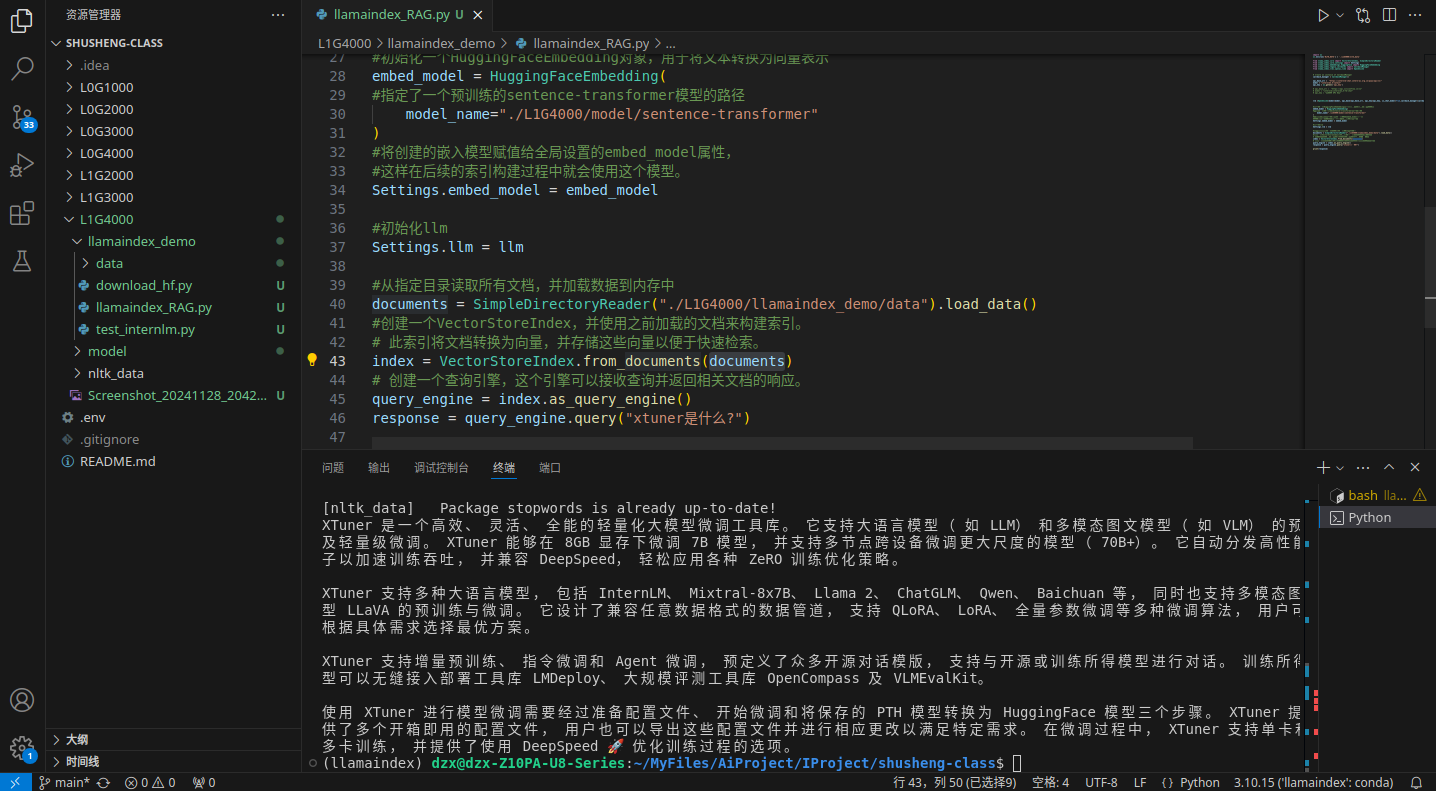 资源管理器
SHUSHENG-CLASS
.idea
L0G1000
L0G2000
L0G3000
L0G4000
L1G2000
L1G3000
L1G4000
llamaindex_demo
data
download_hf.py U
llamaindex_RAG.py U
test_internlm.py U
model
nltk_data
Screenshot_20241128_2042... U
.env
.gitignore
README.md
大纲
时间线
33
1
llamaindex_RAG.py U
L1G4000 > llamaindex_demo > llamaindex_RAG.py > ...
27 #初始化一个HuggingFaceEmbedding对象，用于将文本转换为向量表示
28 embed_model = HuggingFaceEmbedding(
29 #指定了一个预训练的sentence-transformer模型的路径
30     model_name="./L1G4000/model/sentence-transformer"
31 )
32 #将创建的嵌入模型赋值给全局设置的embed_model属性，
33 #这样在后续的索引构建过程中就会使用这个模型。
34 Settings.embed_model = embed_model
35
36 #初始化llm
37 Settings.llm = llm
38
39 #从指定目录读取所有文档，并加载数据到内存中
40 documents = SimpleDirectoryReader("./L1G4000/llamaindex_demo/data").load_data()
41 #创建一个VectorStoreIndex，并使用之前加载的文档来构建索引。
42 # 此索引将文档转换为向量，并存储这些向量以便于快速检索。
43 index = VectorStoreIndex.from_documents(documents)
44 # 创建一个查询引擎，这个引擎可以接收查询并返回相关文档的响应。
45 query_engine = index.as_query_engine()
46 response = query_engine.query("xtuner是什么?")
47
问题 输出 调试控制台 终端 端口
bash lla...
Python
[nltk_data]   Package stopwords is already up-to-date!
XTuner 是一个高效、 灵活、 全能的轻量化大模型微调工具库。 它支持大语言模型（ 如 LLM） 和多模态图文模型（ 如 VLM） 的预
及轻量级微调。 XTuner 能够在 8GB 显存下微调 7B 模型， 并支持多节点跨设备微调更大尺度的模型（ 70B+）。 它自动分发高性能
子以加速训练吞吐， 并兼容 DeepSpeed， 轻松应用各种 ZeRO 训练优化策略。
XTuner 支持多种大语言模型， 包括 InternLM、 Mixtral-8x7B、 Llama 2、 ChatGLM、 Qwen、 Baichuan 等， 同时也支持多模态图
型 LLaVA 的预训练与微调。 它设计了兼容任意数据格式的数据管道， 支持 QLoRA、 LoRA、 全量参数微调等多种微调算法， 用户可
根据具体需求选择最优方案。
XTuner 支持增量预训练、 指令微调和 Agent 微调， 预定义了众多开源对话模版， 支持与开源或训练所得模型进行对话。 训练所得
型可以无缝接入部署工具库 LMDeploy、 大规模评测工具库 OpenCompass 及 VLMEvalKit。
使用 XTuner 进行模型微调需要经过准备配置文件、 开始微调和将保存的 PTH 模型转换为 HuggingFace 模型三个步骤。 XTuner 提
供了多个开箱即用的配置文件， 用户也可以导出这些配置文件并进行相应更改以满足特定需求。 在微调过程中， XTuner 支持单卡和
多卡训练， 并提供了使用 DeepSpeed 🚀 优化训练过程的选项。
(llamaindex) dzx@dzx-Z10PA-U8-Series:~/MyFiles/AiProject/IProject/shusheng-class$
main* 0 0 0 行 43，列 50 (已选择9) 空格: 4 UTF-8 LF Python 3.10.15 ('llamaindex': conda)